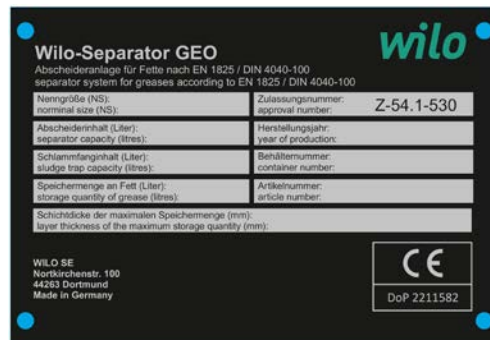 wilo
Wilo-Separator GEO
Abscheideranlage für Fette nach EN 1825 / DIN 4040-100
separator system for greases according to EN 1825 / DIN 4040-100
Nenngröße (NS):
norminal size (NS):
Zulassungsnummer:
approval number:
Z-54.1-530
Abscheiderinhalt (Liter):
separator capacity (litres):
Herstellungsjahr:
year of production:
Schlammfanginhalt (Liter):
sludge trap capacity (litres):
Behälternummer:
container number:
Speichermenge an Fett (Liter):
storage quantity of grease (litres):
Artikelnummer:
article number:
Schichtdicke der maximalen Speichermenge (mm):
layer thickness of the maximum storage quantity (mm):
WILO SE
Nortkirchenstr. 100
44263 Dortmund
Made in Germany
CE
DoP 2211582